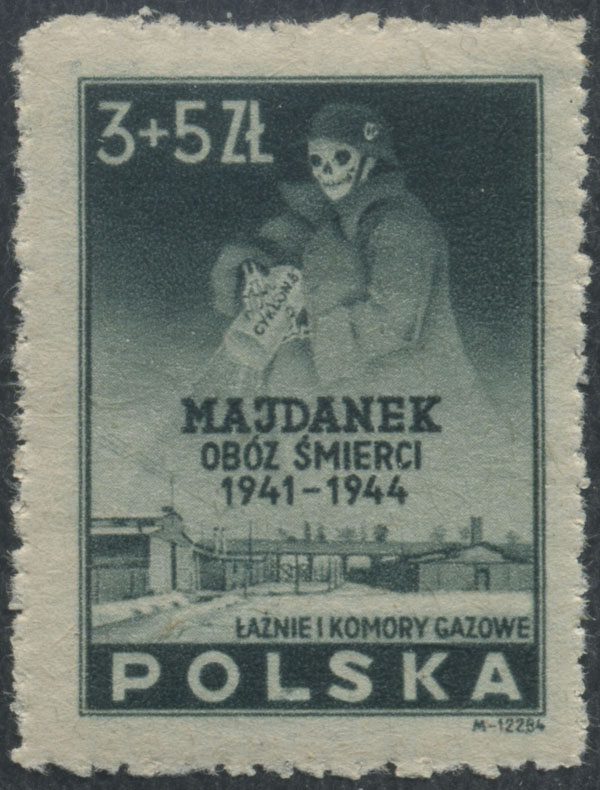 3+5 ZŁ
CYKLON B
MAJDANEK
OBÓZ ŚMIERCI
1941-1944
ŁAŹNIE I KOMORY GAZOWE
POLSKA
M-12284